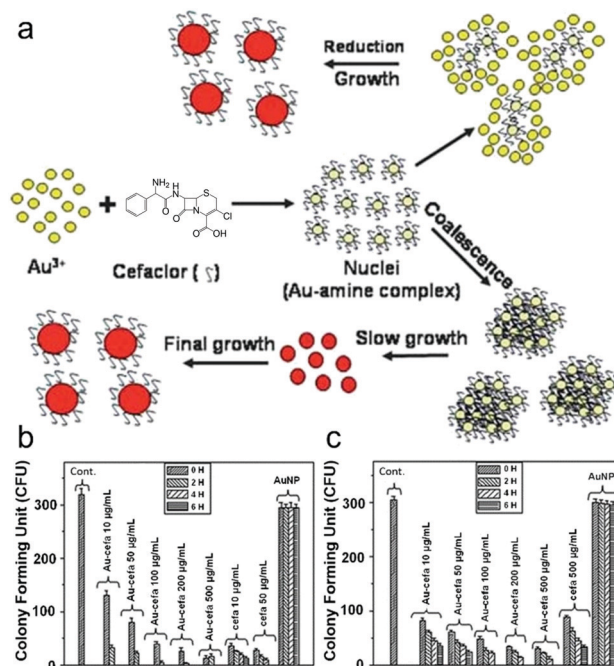 a
Reduction
Growth
NH₂
H
N
S
O
N
Cl
O
O
OH
+
Au³⁺
Cefaclor ( )
Nuclei
(Au-amine complex)
Coalescence
Final growth
Slow growth
b
Colony Forming Unit (CFU)
300
200
100
0
Cont.
0 H
2 H
4 H
6 H
AuNP
Au-cefa 10 µg/mL
Au-cefa 50 µg/mL
Au-cefa 100 µg/mL
Au-cefa 200 µg/mL
Au-cefa 500 µg/mL
cefa 10 µg/mL
cefa 50 µg/mL
c
Colony Forming Unit (CFU)
300
200
100
0
Cont.
0 H
2 H
4 H
6 H
AuNP
Au-cefa 10 µg/mL
Au-cefa 50 µg/mL
Au-cefa 100 µg/mL
Au-cefa 200 µg/mL
Au-cefa 500 µg/mL
cefa 500 µg/mL